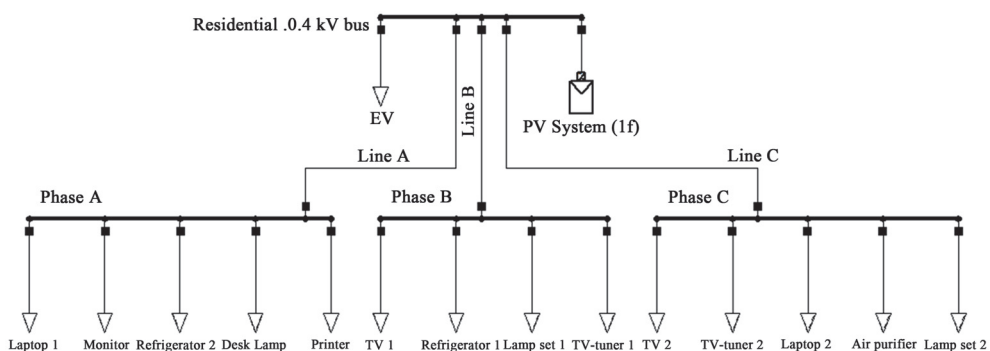 Residential .0.4 kV bus
EV
Line B
PV System (1f)
Line A
Line C
Phase A
Phase B
Phase C
Laptop 1 Monitor Refrigerator 2 Desk Lamp Printer TV 1 Refrigerator 1 Lamp set 1 TV-tuner 1 TV 2 TV-tuner 2 Laptop 2 Air purifier Lamp set 2